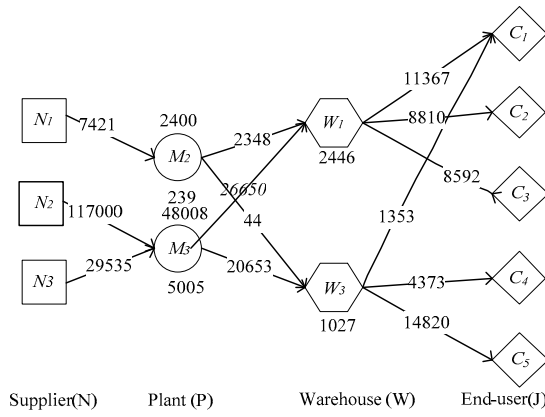 C1
11367
N1
7421
2400
2348
W1
8810
C2
M2
2446
26650
8592
N2
239
C3
117000
48008
44
1353
M3
29535
20653
N3
W3
4373
C4
5005
1027
14820
C5
Supplier(N) Plant (P) Warehouse (W) End-user(J)